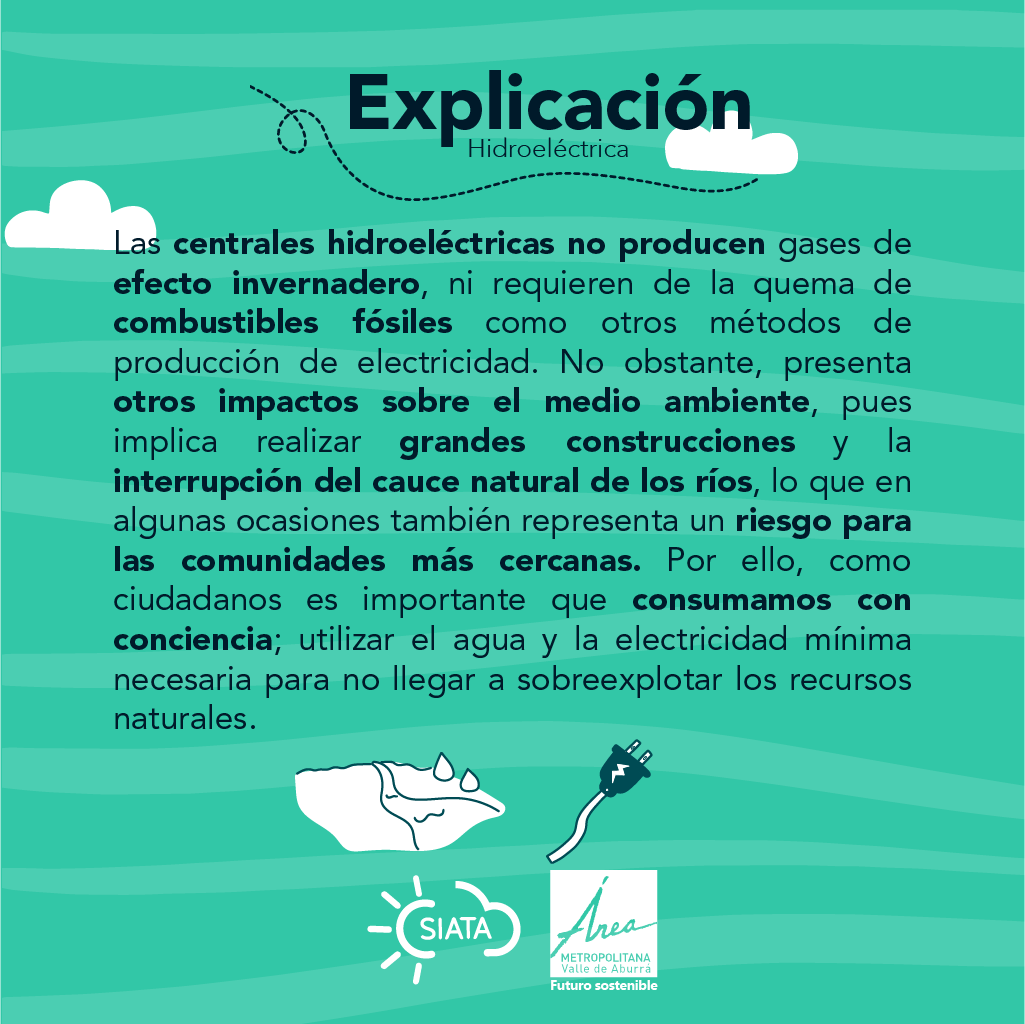 Explicación
Hidroeléctrica
Las centrales hidroeléctricas no producen gases de
efecto invernadero, ni requieren de la quema de
combustibles fósiles como otros métodos de
producción de electricidad. No obstante, presenta
otros impactos sobre el medio ambiente, pues
implica realizar grandes construcciones y la
interrupción del cauce natural de los ríos, lo que en
algunas ocasiones también representa un riesgo para
las comunidades más cercanas. Por ello, como
ciudadanos es importante que consumamos con
conciencia; utilizar el agua y la electricidad mínima
necesaria para no llegar a sobreexplotar los recursos
naturales.
SIATA
Área
METROPOLITANA
Valle de Aburrá
Futuro sostenible